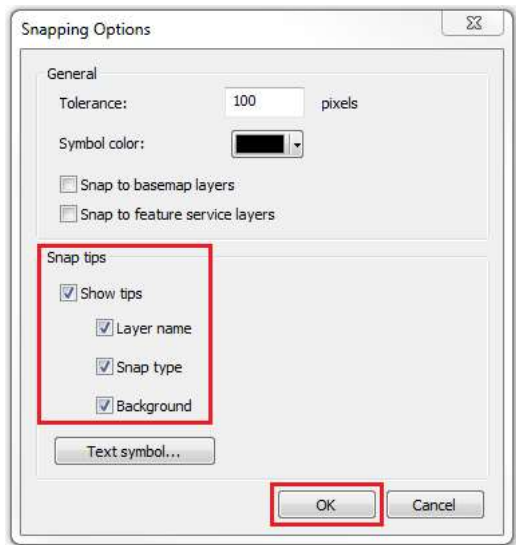 Snapping Options
General
Tolerance: 100 pixels
Symbol color:
Snap to basemap layers
Snap to feature service layers
Snap tips
Show tips
Layer name
Snap type
Background
Text symbol...
OK Cancel